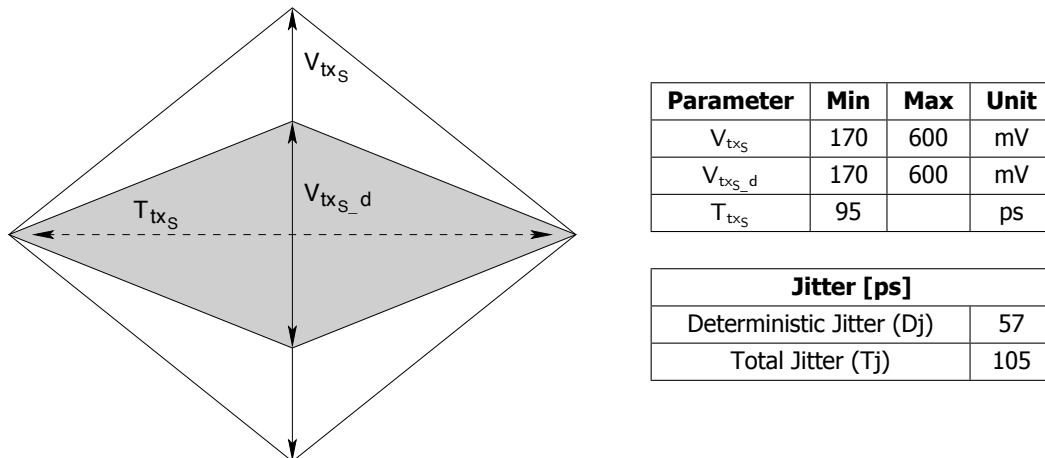 V_txS
V_txS_d
T_txS
Parameter Min Max Unit
V_txS 170 600 mV
V_txS_d 170 600 mV
T_txS 95 ps
Jitter [ps]
Deterministic Jitter (Dj) 57
Total Jitter (Tj) 105